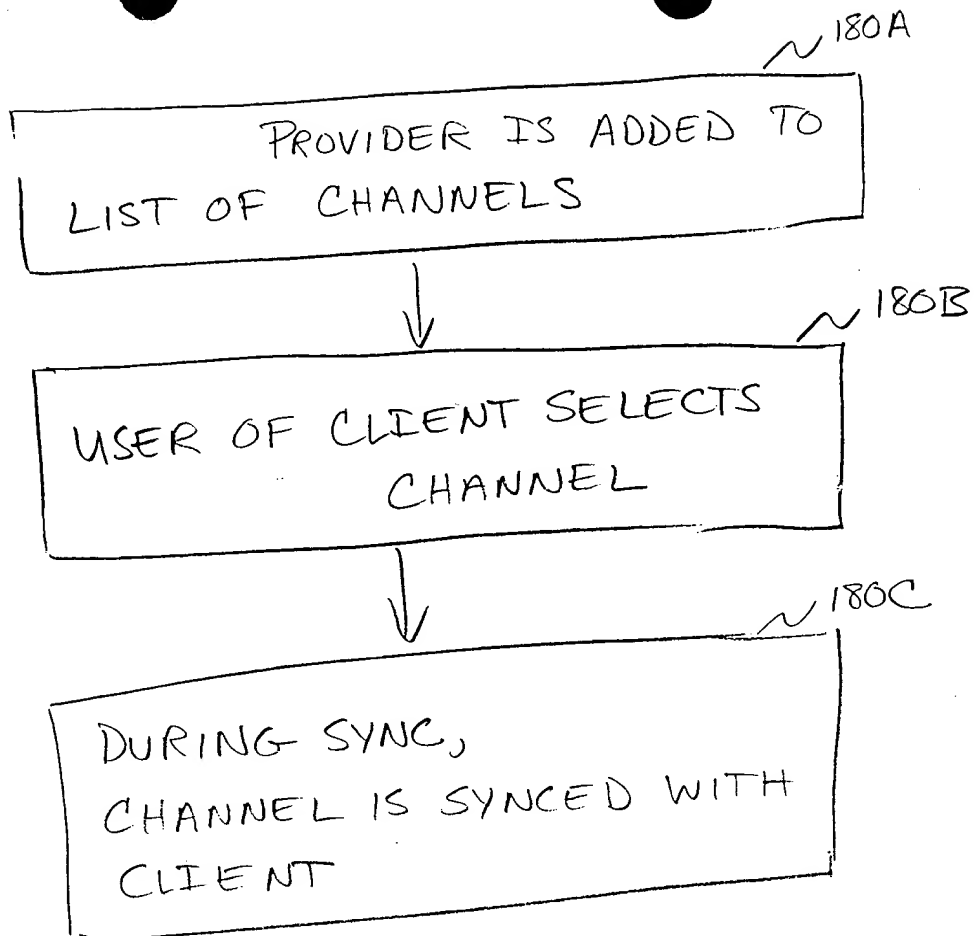 180A
PROVIDER IS ADDED TO
LIST OF CHANNELS
180B
USER OF CLIENT SELECTS
CHANNEL
180C
DURING SYNC,
CHANNEL IS SYNCED WITH
CLIENT